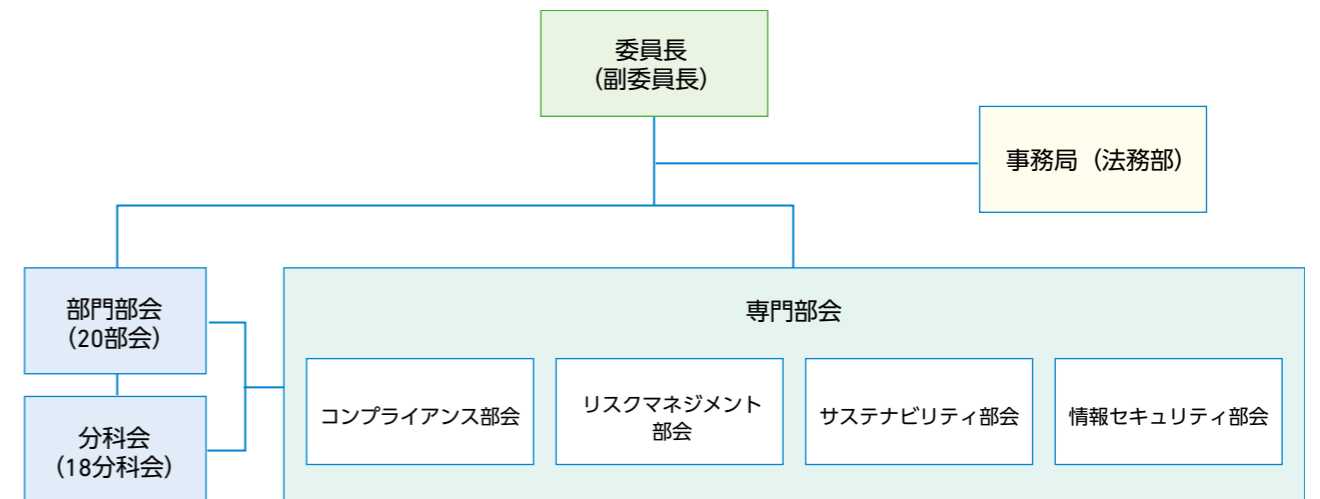 委員長
（副委員長）
事務局（法務部）
部門部会
（20部会）
専門部会
コンプライアンス部会
リスクマネジメント
部会
サステナビリティ部会
情報セキュリティ部会
分科会
（18分科会）